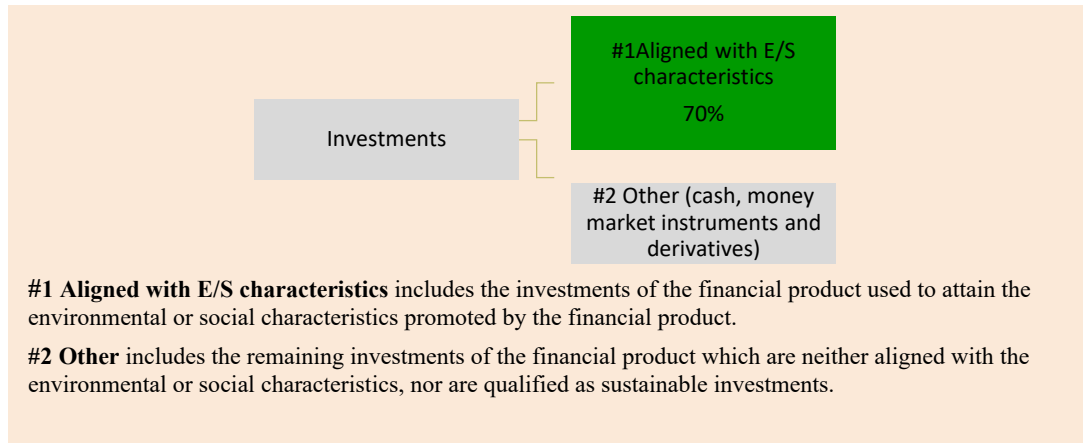 #1Aligned with E/S
characteristics
70%
Investments
#2 Other (cash, money
market instruments and
derivatives)
#1 Aligned with E/S characteristics includes the investments of the financial product used to attain the
environmental or social characteristics promoted by the financial product.
#2 Other includes the remaining investments of the financial product which are neither aligned with the
environmental or social characteristics, nor are qualified as sustainable investments.